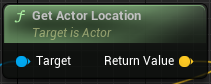 f Get Actor Location
Target is Actor
Target Return Value